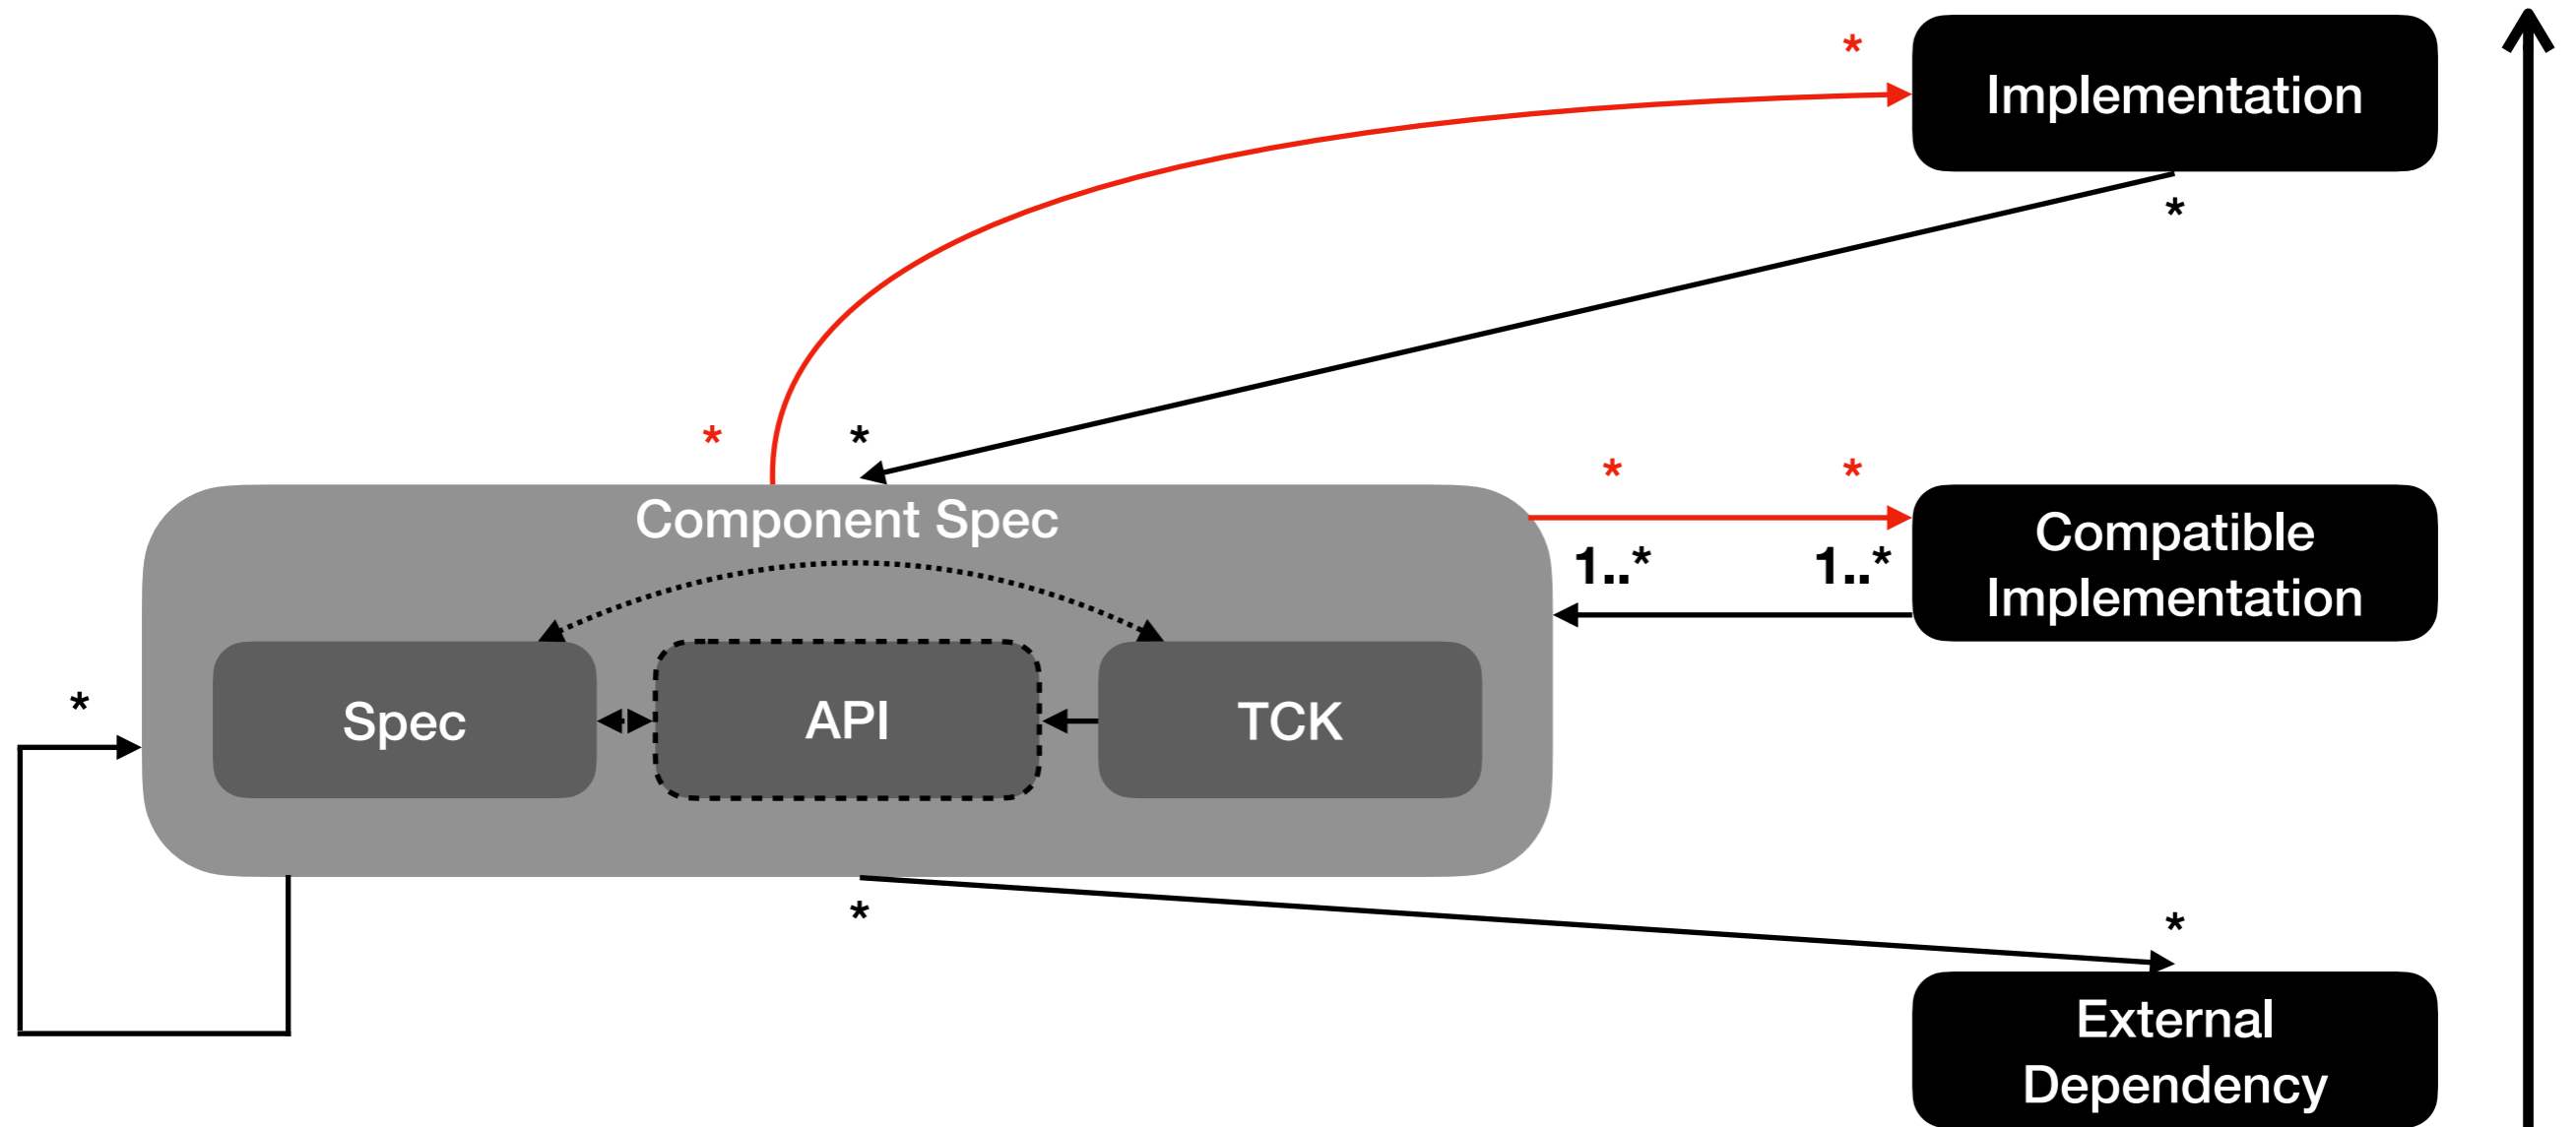 *
Implementation
*
*
*
*
*
Component Spec
1..*
1..*
Compatible
Implementation
*
Spec
API
TCK
*
*
External
Dependency